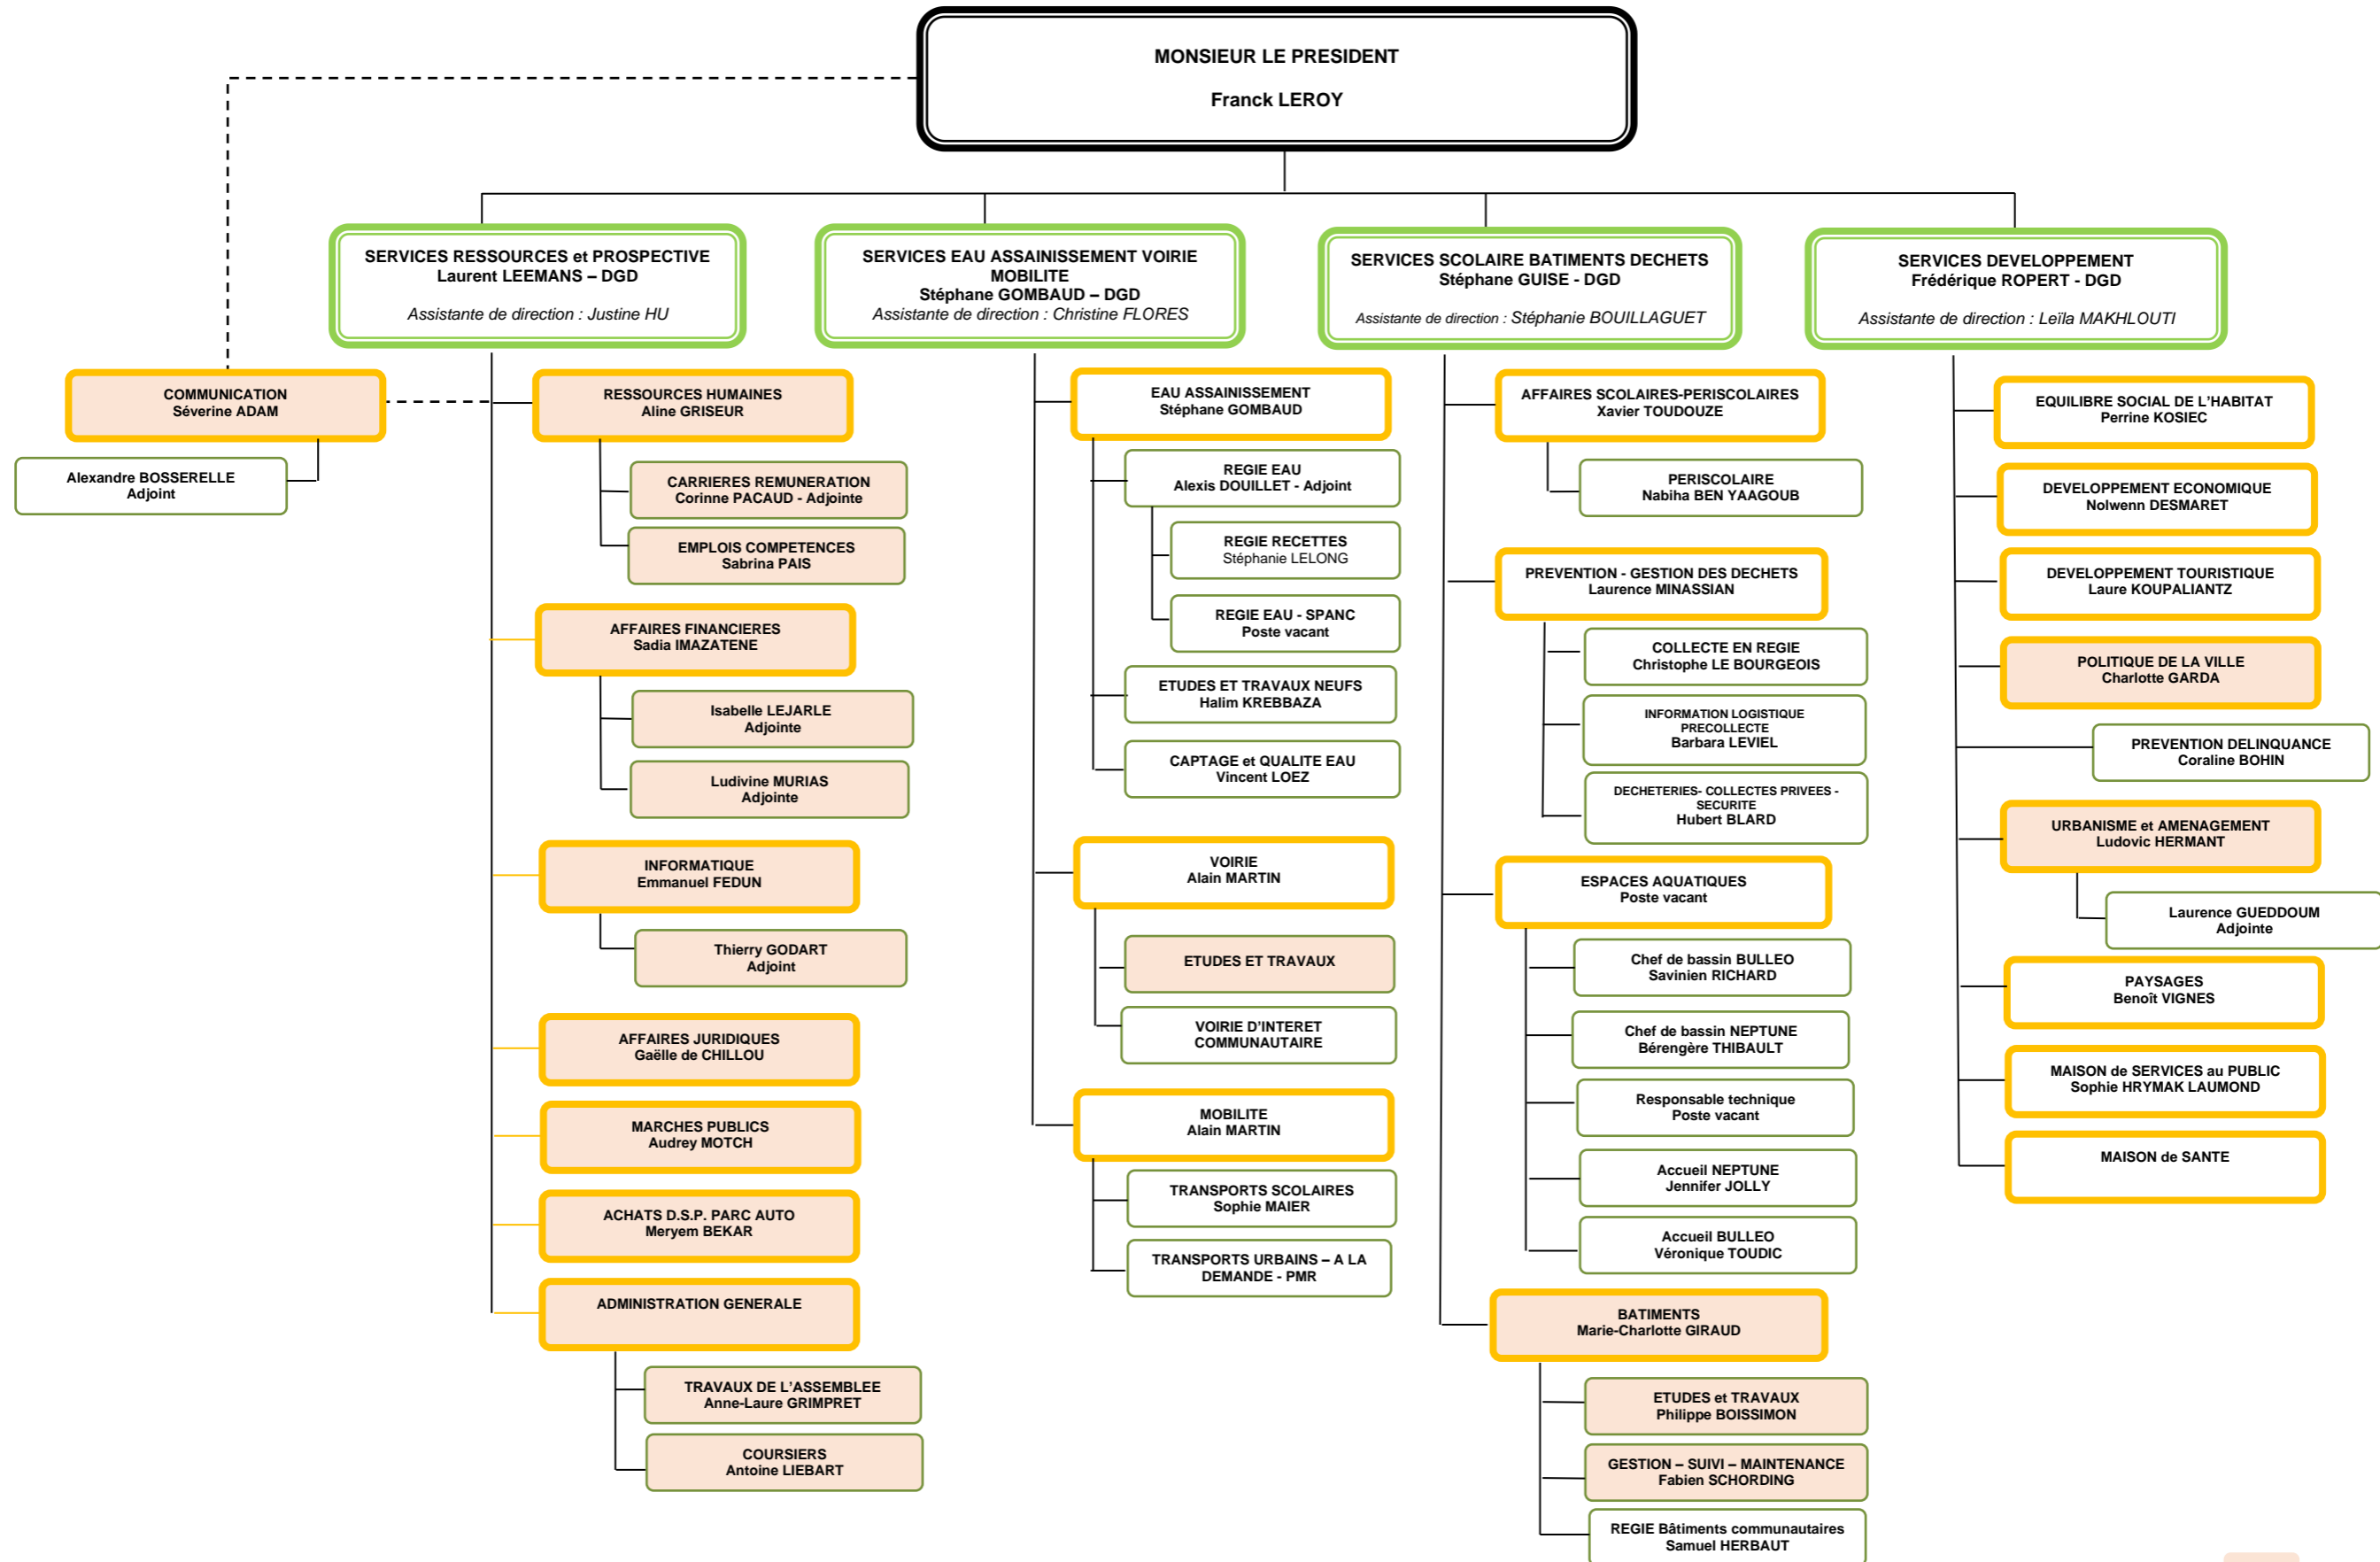 MONSIEUR LE PRESIDENT
Franck LEROY
SERVICES RESSOURCES et PROSPECTIVE
Laurent LEEMANS – DGD
Assistante de direction : Justine HU
SERVICES EAU ASSAINISSEMENT VOIRIE
MOBILITE
Stéphane GOMBAUD – DGD
Assistante de direction : Christine FLORES
SERVICES SCOLAIRE BATIMENTS DECHETS
Stéphane GUISE - DGD
Assistante de direction : Stéphanie BOUILLAGUET
SERVICES DEVELOPPEMENT
Frédérique ROPERT - DGD
Assistante de direction : Leïla MAKHLOUTI
COMMUNICATION
Séverine ADAM
Alexandre BOSSERELLE
Adjoint
RESSOURCES HUMAINES
Aline GRISEUR
CARRIERES REMUNERATION
Corinne PACAUD - Adjointe
EMPLOIS COMPETENCES
Sabrina PAIS
AFFAIRES FINANCIERES
Sadia IMAZATENE
Isabelle LEJARLE
Adjointe
Ludivine MURIAS
Adjointe
INFORMATIQUE
Emmanuel FEDUN
Thierry GODART
Adjoint
AFFAIRES JURIDIQUES
Gaëlle de CHILLOU
MARCHES PUBLICS
Audrey MOTCH
ACHATS D.S.P. PARC AUTO
Meryem BEKAR
ADMINISTRATION GENERALE
TRAVAUX DE L'ASSEMBLEE
Anne-Laure GRIMPRET
COURSIERS
Antoine LIEBART
EAU ASSAINISSEMENT
Stéphane GOMBAUD
REGIE EAU
Alexis DOUILLET - Adjoint
REGIE RECETTES
Stéphanie LELONG
REGIE EAU - SPANC
Poste vacant
ETUDES ET TRAVAUX NEUFS
Halim KREBBAZA
CAPTAGE et QUALITE EAU
Vincent LOEZ
VOIRIE
Alain MARTIN
ETUDES ET TRAVAUX
VOIRIE D'INTERET
COMMUNAUTAIRE
MOBILITE
Alain MARTIN
TRANSPORTS SCOLAIRES
Sophie MAIER
TRANSPORTS URBAINS – A LA
DEMANDE - PMR
AFFAIRES SCOLAIRES-PERISCOLAIRES
Xavier TOUDOUZE
PERISCOLAIRE
Nabiha BEN YAAGOUB
PREVENTION - GESTION DES DECHETS
Laurence MINASSIAN
COLLECTE EN REGIE
Christophe LE BOURGEOIS
INFORMATION LOGISTIQUE
PRECOLLECTE
Barbara LEVIEL
DECHETERIES- COLLECTES PRIVEES -
SECURITE
Hubert BLARD
ESPACES AQUATIQUES
Poste vacant
Chef de bassin BULLEO
Savinien RICHARD
Chef de bassin NEPTUNE
Bérengère THIBAULT
Responsable technique
Poste vacant
Accueil NEPTUNE
Jennifer JOLLY
Accueil BULLEO
Véronique TOUDIC
BATIMENTS
Marie-Charlotte GIRAUD
ETUDES et TRAVAUX
Philippe BOISSIMON
GESTION – SUIVI – MAINTENANCE
Fabien SCHORDING
REGIE Bâtiments communautaires
Samuel HERBAUT
EQUILIBRE SOCIAL DE L'HABITAT
Perrine KOSIEC
DEVELOPPEMENT ECONOMIQUE
Nolwenn DESMARET
DEVELOPPEMENT TOURISTIQUE
Laure KOUPALIANTZ
POLITIQUE DE LA VILLE
Charlotte GARDA
PREVENTION DELINQUANCE
Coraline BOHIN
URBANISME et AMENAGEMENT
Ludovic HERMANT
Laurence GUEDDOUM
Adjointe
PAYSAGES
Benoît VIGNES
MAISON de SERVICES au PUBLIC
Sophie HRYMAK LAUMOND
MAISON de SANTE